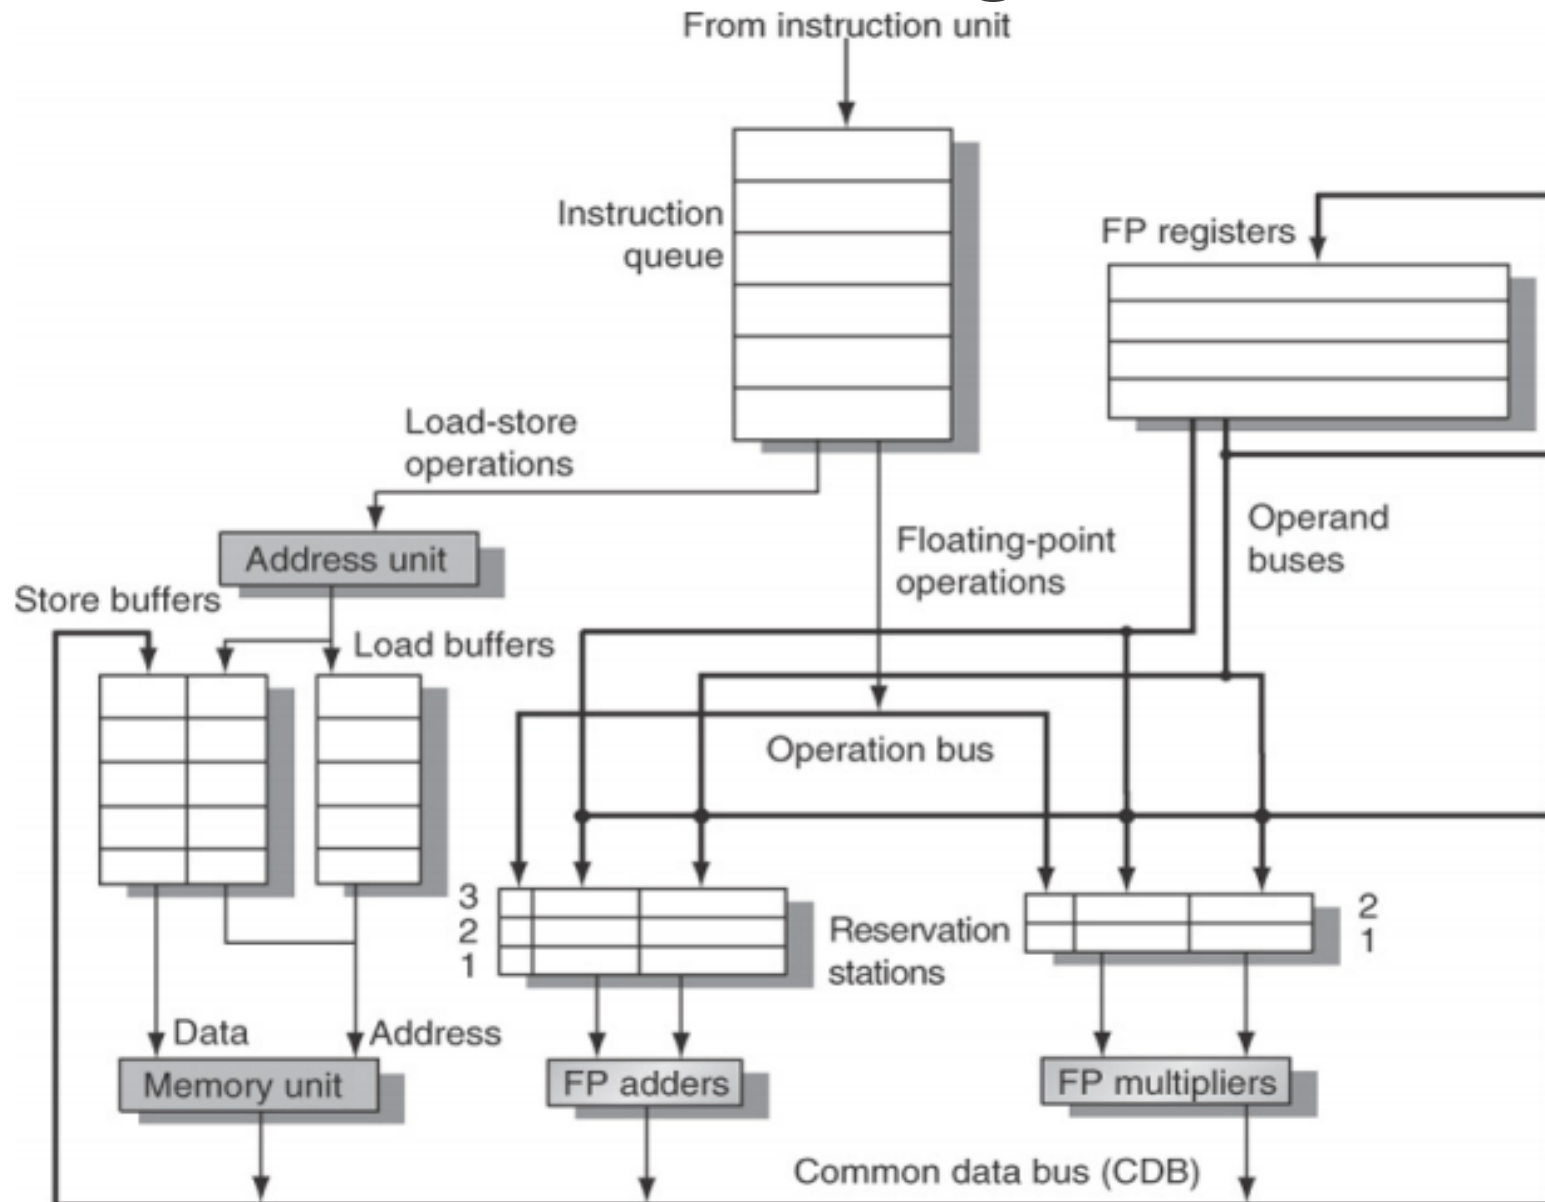 From instruction unit
Instruction
queue
FP registers
Load-store
operations
Address unit
Floating-point
operations
Operand
buses
Store buffers
Load buffers
Operation bus
3
2
1
Reservation
stations
2
1
Data
Address
Memory unit
FP adders
FP multipliers
Common data bus (CDB)